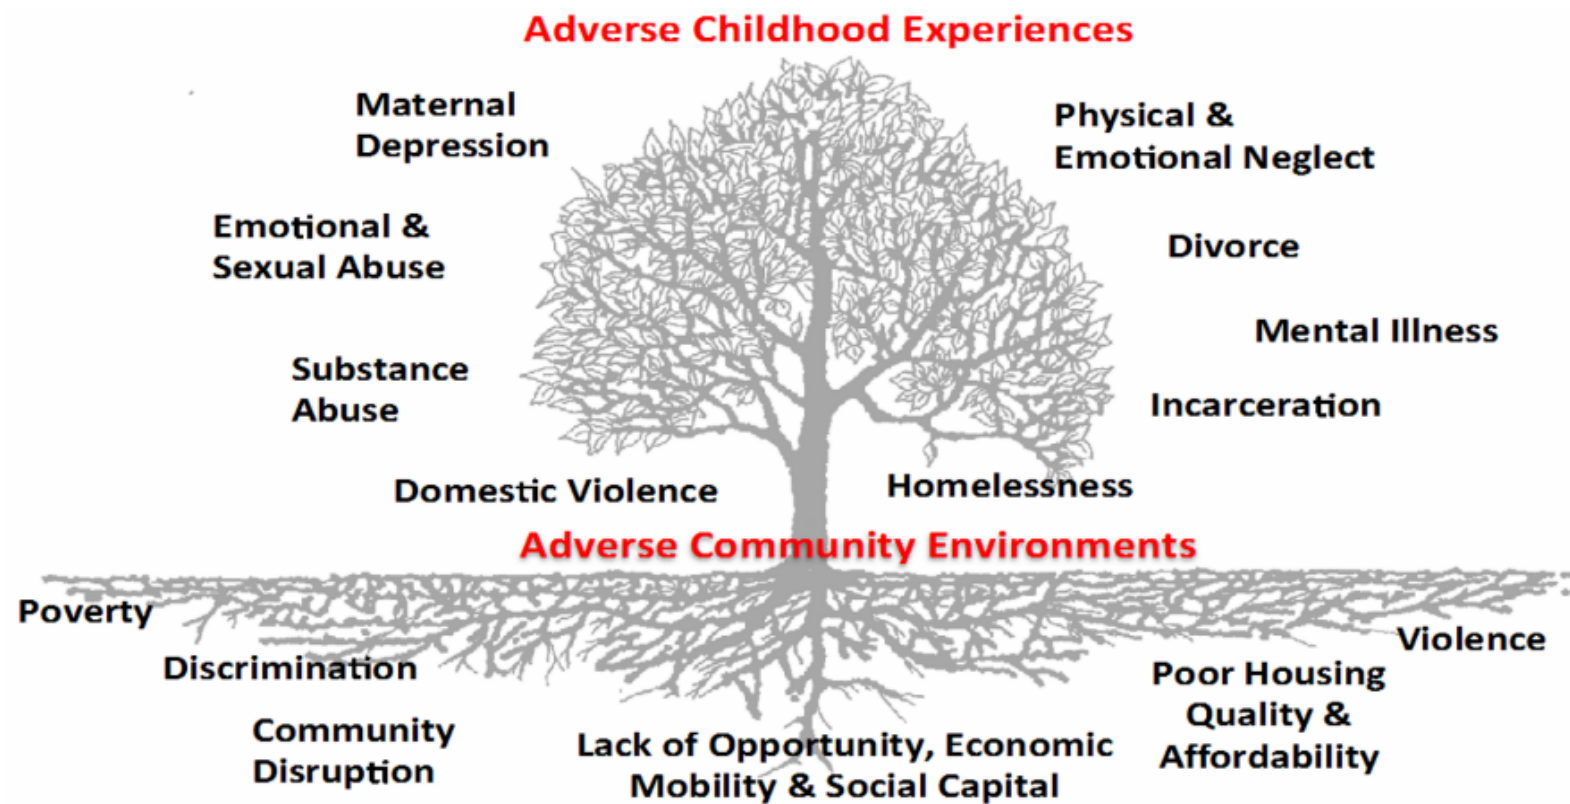 Adverse Childhood Experiences
Maternal
Depression
Physical &
Emotional Neglect
Emotional &
Sexual Abuse
Divorce
Mental Illness
Substance
Abuse
Incarceration
Domestic Violence
Homelessness
Adverse Community Environments
Poverty
Violence
Discrimination
Poor Housing
Quality &
Affordability
Community
Disruption
Lack of Opportunity, Economic
Mobility & Social Capital